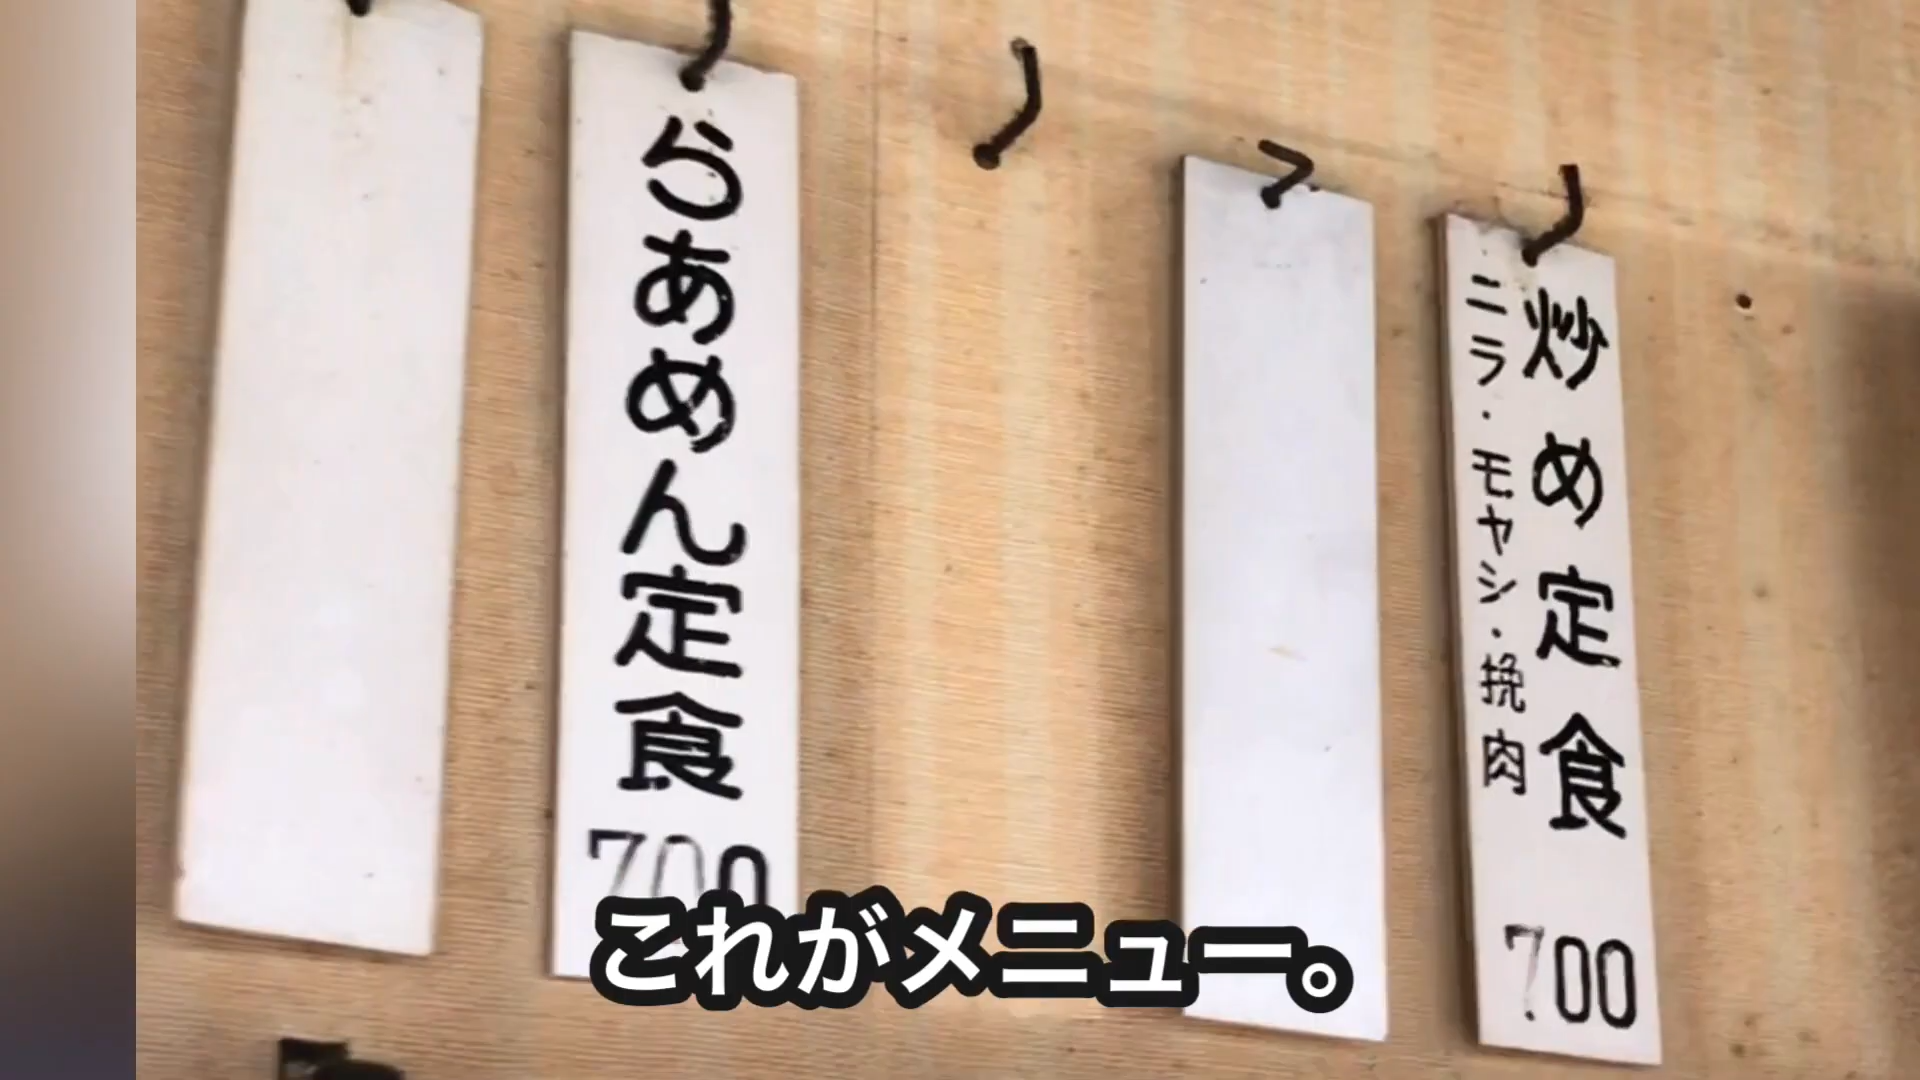 炒め定食
ニラ・モヤシ・挽肉
700
らあめん定食
700
これがメニュー。